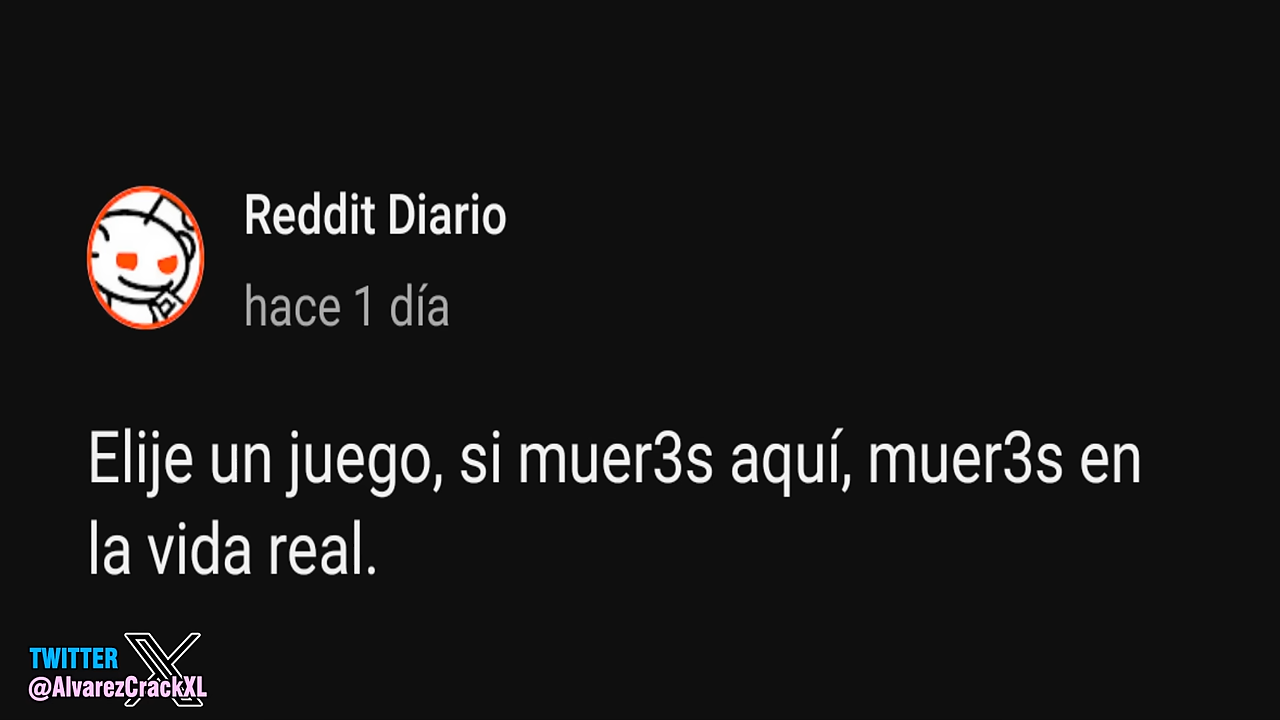 Reddit Diario
hace 1 día
Elije un juego, si muer3s aquí, muer3s en
la vida real.
TWITTER
@AlvarezCrackXL